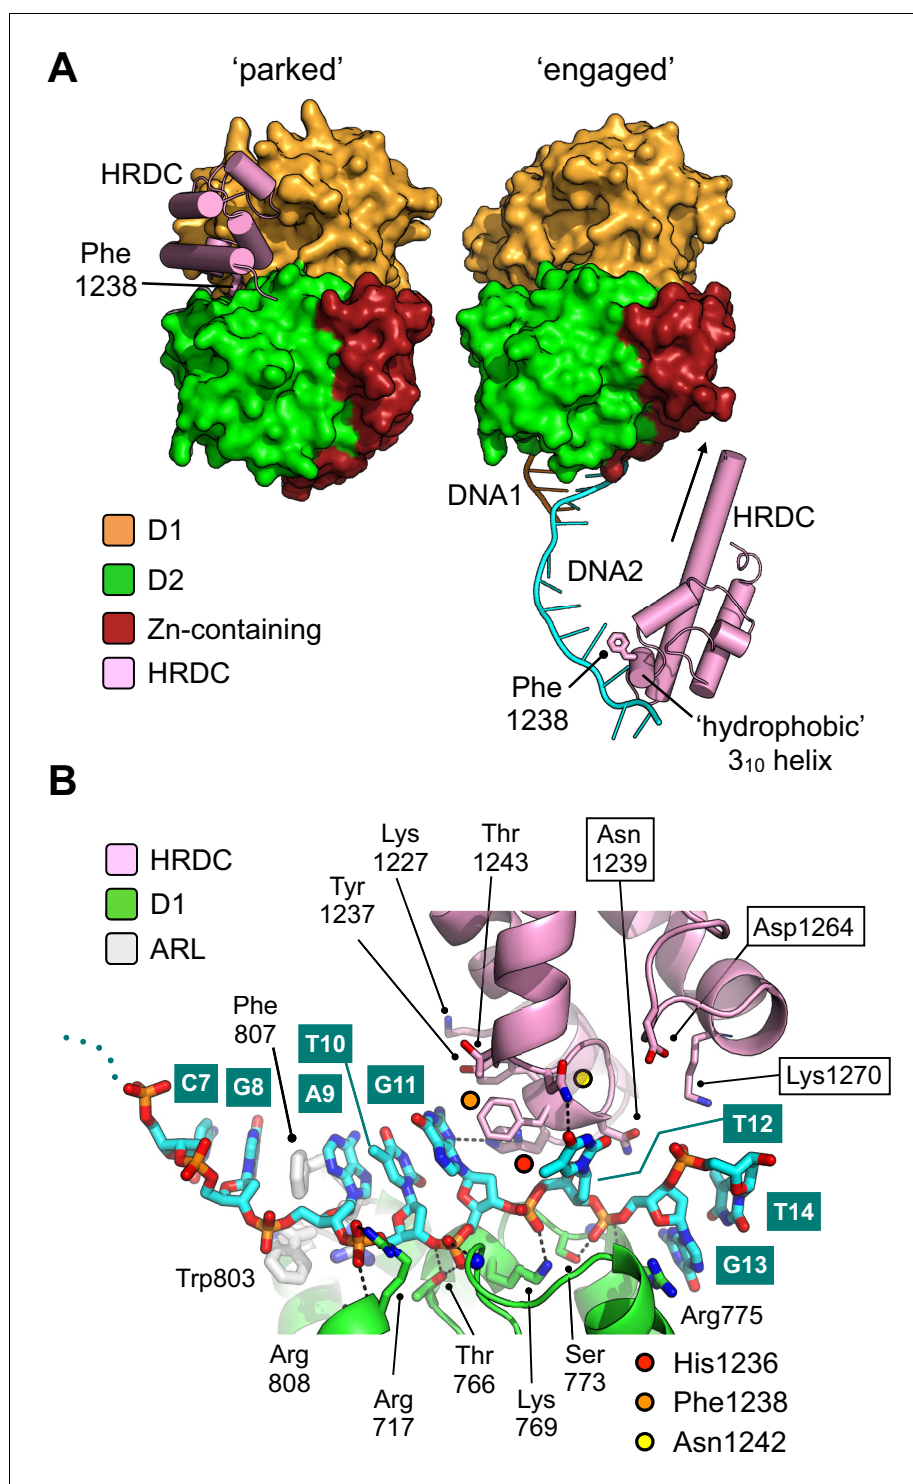 A
‘parked’
‘engaged’
HRDC
Phe
1238
DNA1
HRDC
DNA2
D1
D2
Zn-containing
HRDC
Phe
1238
‘hydrophobic’
3₁₀ helix
B
HRDC
D1
ARL
Lys
1227
Thr
1243
Asn
1239
Tyr
1237
Asp1264
Phe
807
T10
C7
G8
A9
G11
Lys1270
T12
T14
G13
Trp803
Arg775
Arg
808
Arg
717
Thr
766
Lys
769
Ser
773
His1236
Phe1238
Asn1242